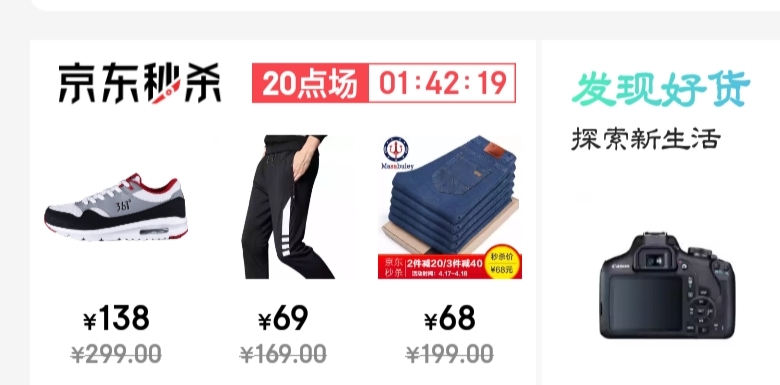 京东秒杀
20点场 01:42:19
发现好货
探索新生活
361°
Masabuley
京东秒杀
2件减20/3件减40
活动时间:4.17-4.18
秒杀价
¥68元
Canon
¥138
¥299.00
¥69
¥169.00
¥68
¥199.00